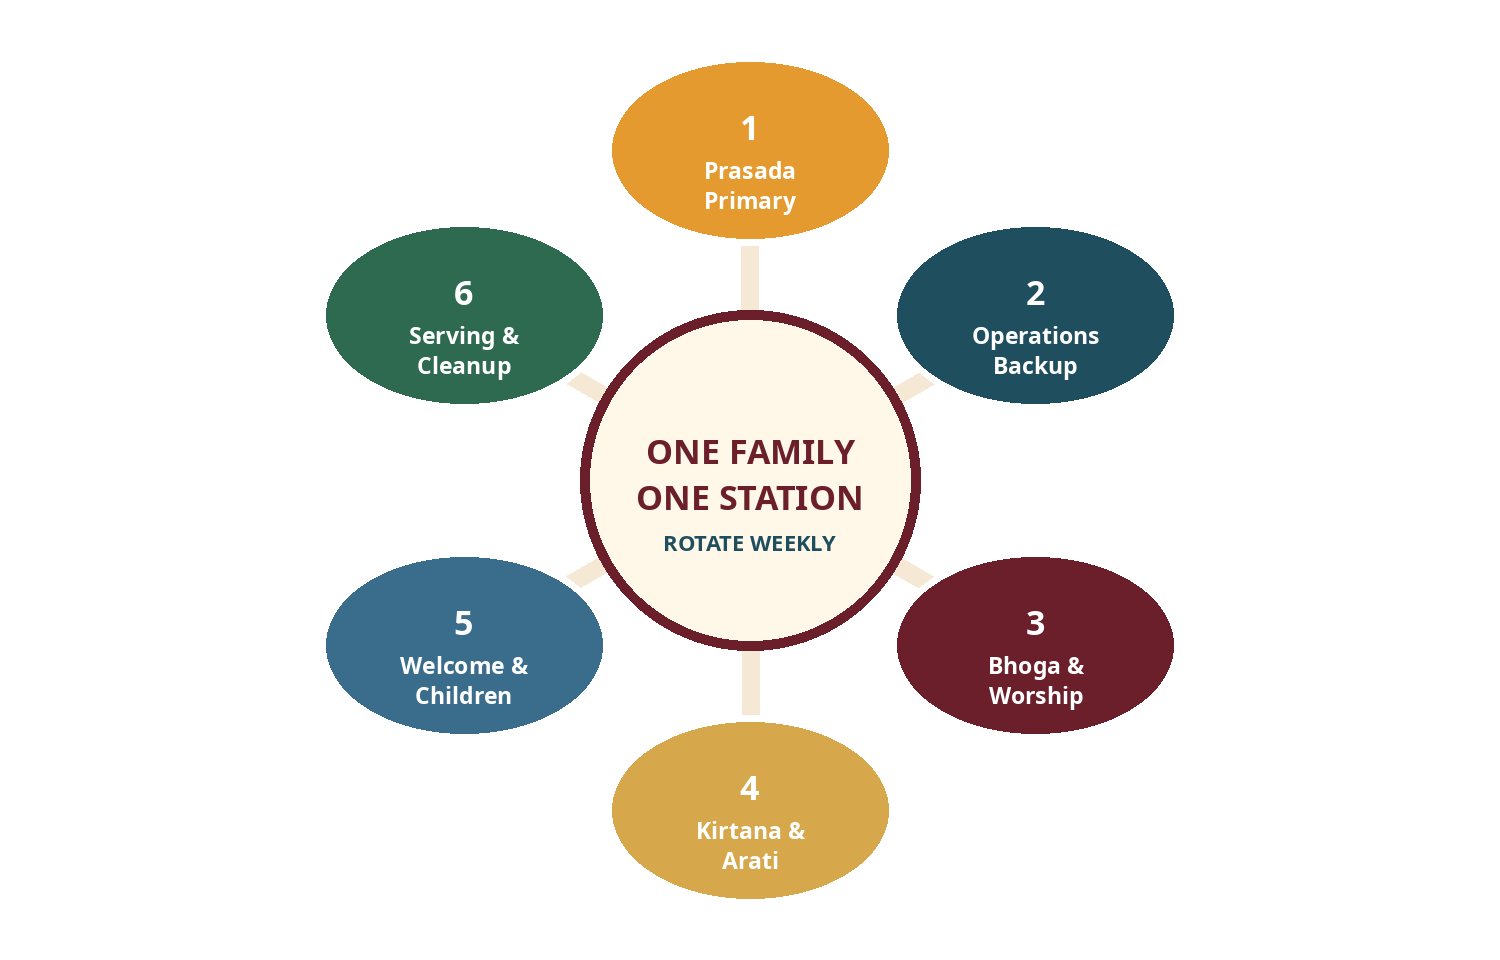 1
Prasada
Primary
6
Serving &
Cleanup
2
Operations
Backup
ONE FAMILY
ONE STATION
ROTATE WEEKLY
5
Welcome &
Children
3
Bhoga &
Worship
4
Kirtana &
Arati